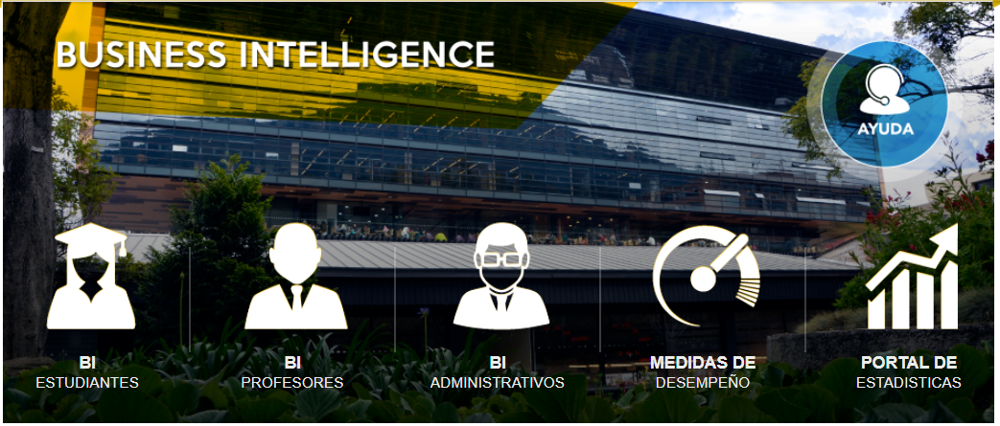 BUSINESS INTELLIGENCE
AYUDA
BI
ESTUDIANTES
BI
PROFESORES
BI
ADMINISTRATIVOS
MEDIDAS DE
DESEMPEÑO
PORTAL DE
ESTADISTICAS